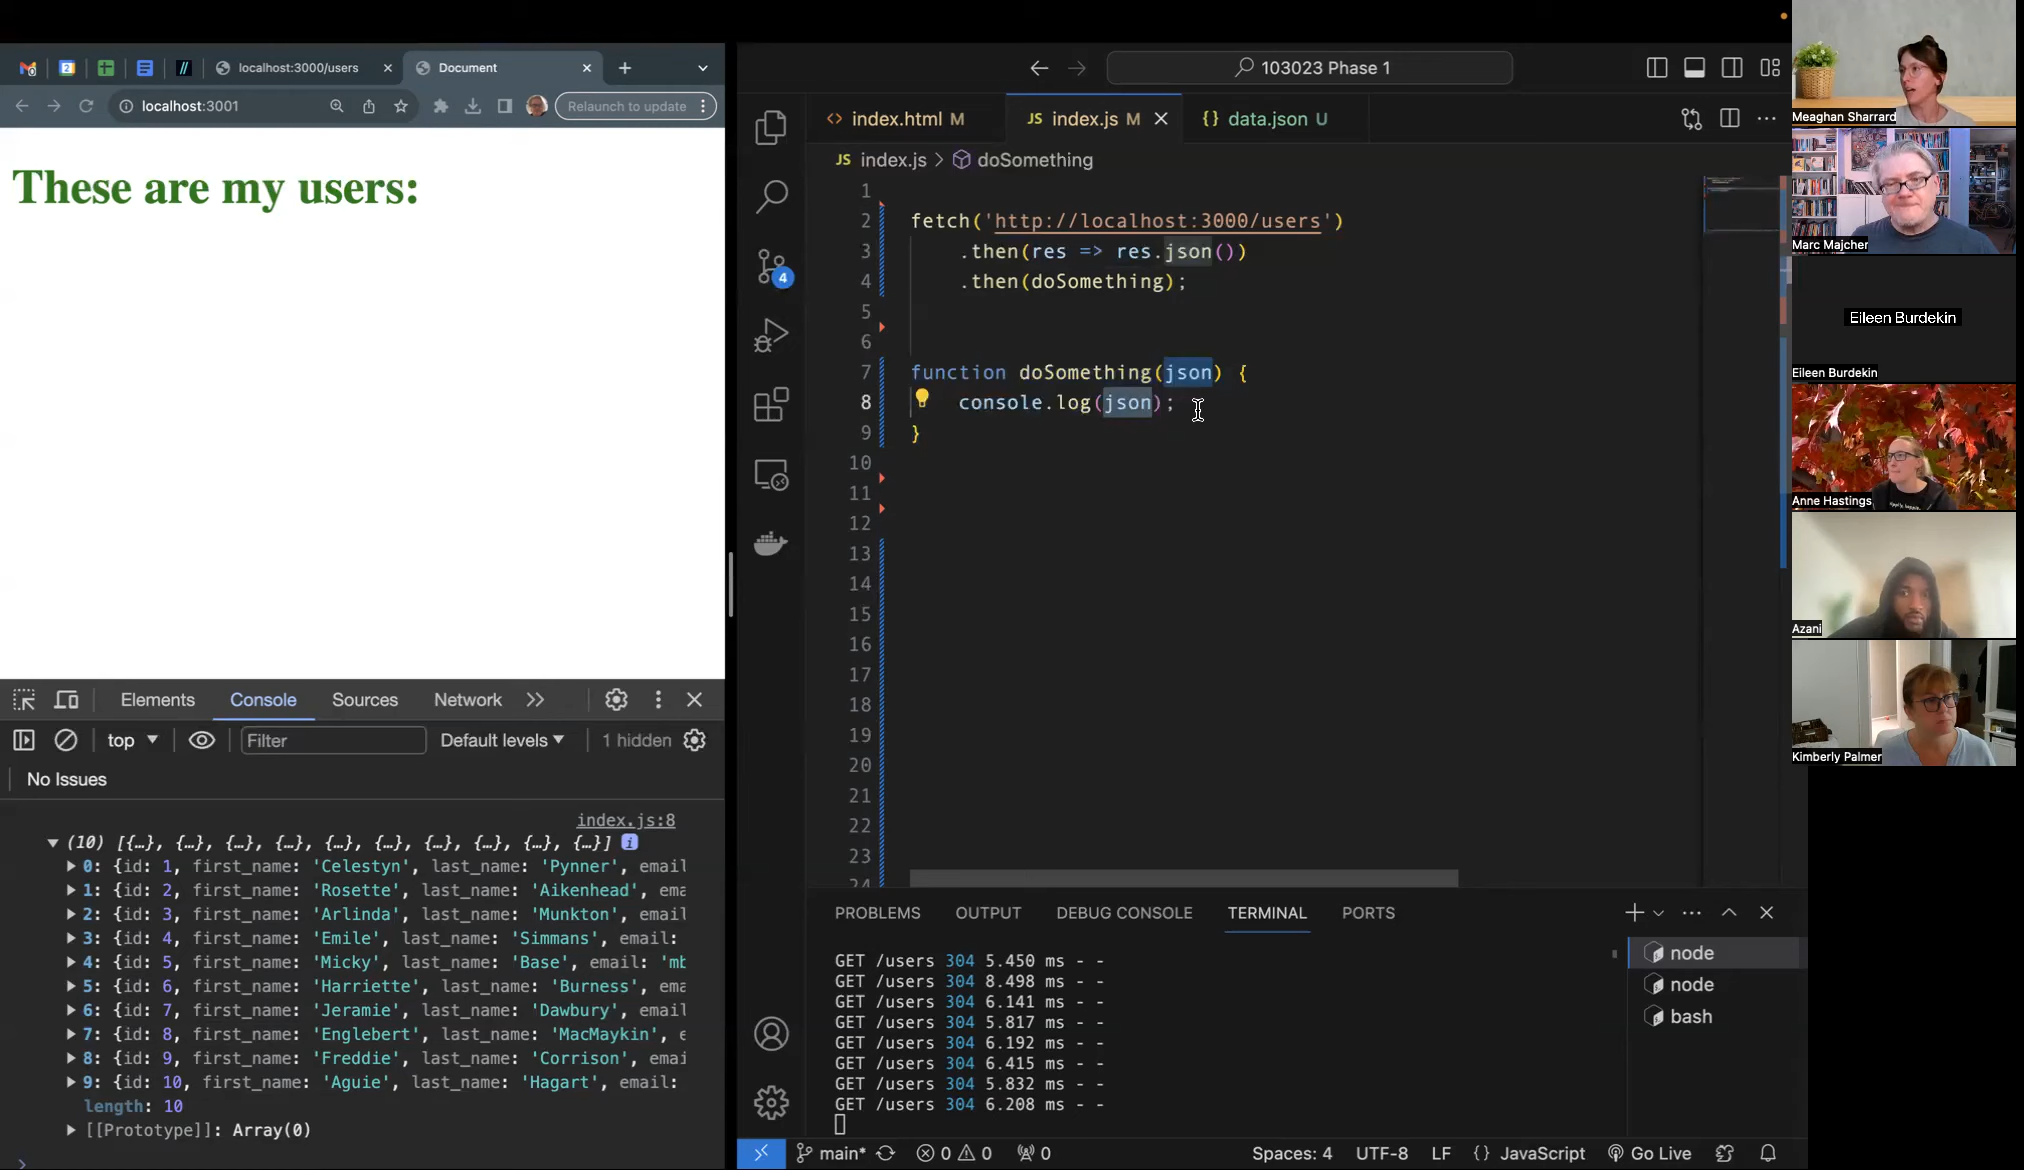 localhost:3000/users
Document
localhost:3001
Relaunch to update
These are my users:
Elements
Console
Sources
Network
top
Filter
Default levels
1 hidden
No Issues
index.js:8
(10) [{…}, {…}, {…}, {…}, {…}, {…}, {…}, {…}, {…}, {…}]
0: {id: 1, first_name: 'Celestyn', last_name: 'Pynner', email
1: {id: 2, first_name: 'Rosette', last_name: 'Aikenhead', ema
2: {id: 3, first_name: 'Arlinda', last_name: 'Munkton', email
3: {id: 4, first_name: 'Emile', last_name: 'Simmans', email:
4: {id: 5, first_name: 'Micky', last_name: 'Base', email: 'mb
5: {id: 6, first_name: 'Harriette', last_name: 'Burness', ema
6: {id: 7, first_name: 'Jeramie', last_name: 'Dawbury', email
7: {id: 8, first_name: 'Englebert', last_name: 'MacMaykin', e
8: {id: 9, first_name: 'Freddie', last_name: 'Corrison', emai
9: {id: 10, first_name: 'Aguie', last_name: 'Hagart', email:
length: 10
[[Prototype]]: Array(0)
103023 Phase 1
index.html M
JS index.js M
{} data.json U
JS index.js > doSomething
4
1
2 fetch('http://localhost:3000/users')
3 .then(res => res.json())
4 .then(doSomething);
5
6
7 function doSomething(json) {
8 console.log(json);
9 }
10
11
12
13
14
15
16
17
18
19
20
21
22
23
24
PROBLEMS
OUTPUT
DEBUG CONSOLE
TERMINAL
PORTS
GET /users 304 5.450 ms - -
GET /users 304 8.498 ms - -
GET /users 304 6.141 ms - -
GET /users 304 5.817 ms - -
GET /users 304 6.192 ms - -
GET /users 304 6.415 ms - -
GET /users 304 5.832 ms - -
GET /users 304 6.208 ms - -
node
node
bash
main*
0
0
0
Spaces: 4
UTF-8
LF
{} JavaScript
Go Live
Meaghan Sharrard
Marc Majcher
Eileen Burdekin
Eileen Burdekin
Anne Hastings
Azani
Kimberly Palmer